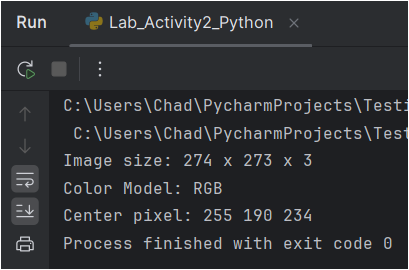 Run Lab_Activity2_Python
C:\Users\Chad\PycharmProjects\Testi
C:\Users\Chad\PycharmProjects\Test
Image size: 274 x 273 x 3
Color Model: RGB
Center pixel: 255 190 234
Process finished with exit code 0